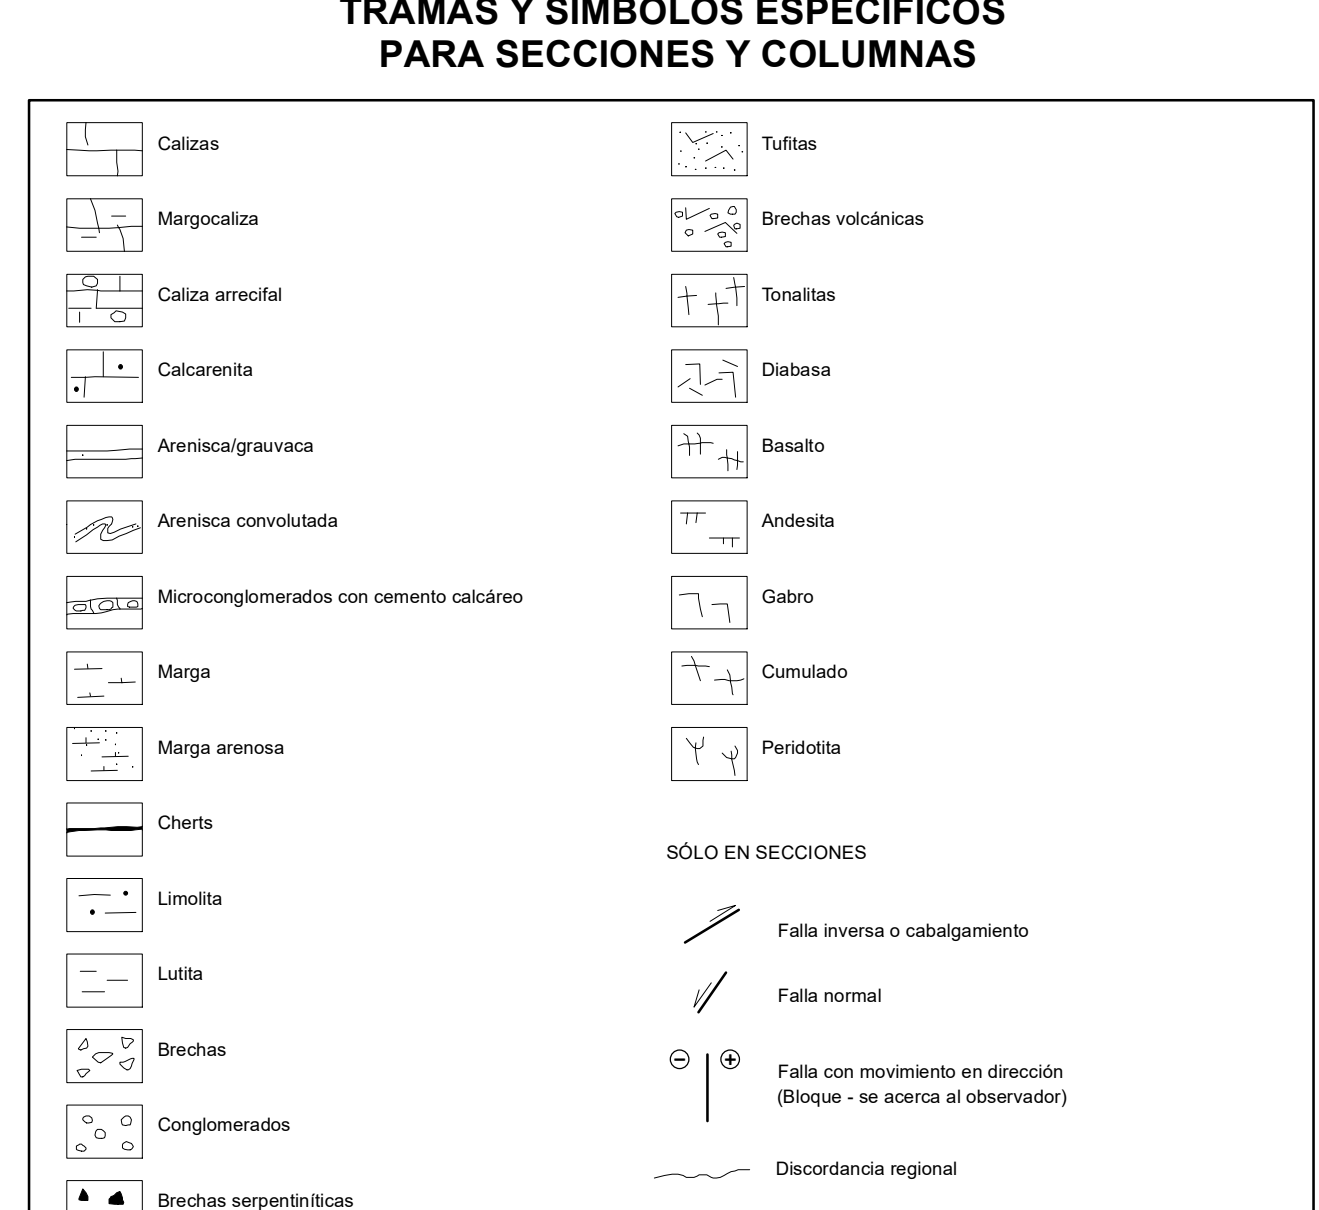 TRAMAS Y SÍMBOLOS ESPECÍFICOS
PARA SECCIONES Y COLUMNAS
Calizas
Margocaliza
Caliza arrecifal
Calcarenita
Arenisca/grauvaca
Arenisca convolutada
Microconglomerados con cemento calcáreo
Marga
Marga arenosa
Cherts
Limolita
Lutita
Brechas
Conglomerados
Brechas serpentiníticas
Tufitas
Brechas volcánicas
Tonalitas
Diabasa
Basalto
Andesita
Gabro
Cumulado
Peridotita
SÓLO EN SECCIONES
Falla inversa o cabalgamiento
Falla normal
Falla con movimiento en dirección
(Bloque - se acerca al observador)
Discordancia regional